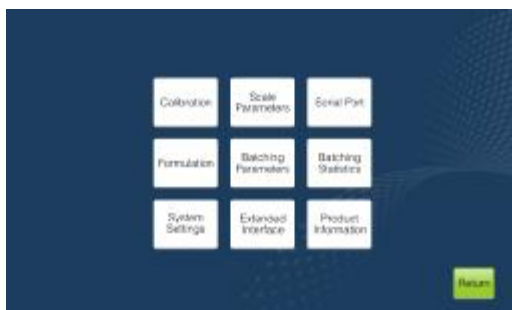 Calibration
Scale
Parameters
Serial Port
Formulation
Batching
Parameters
Batching
Statistics
System
Settings
Extended
Interface
Product
Information
Return